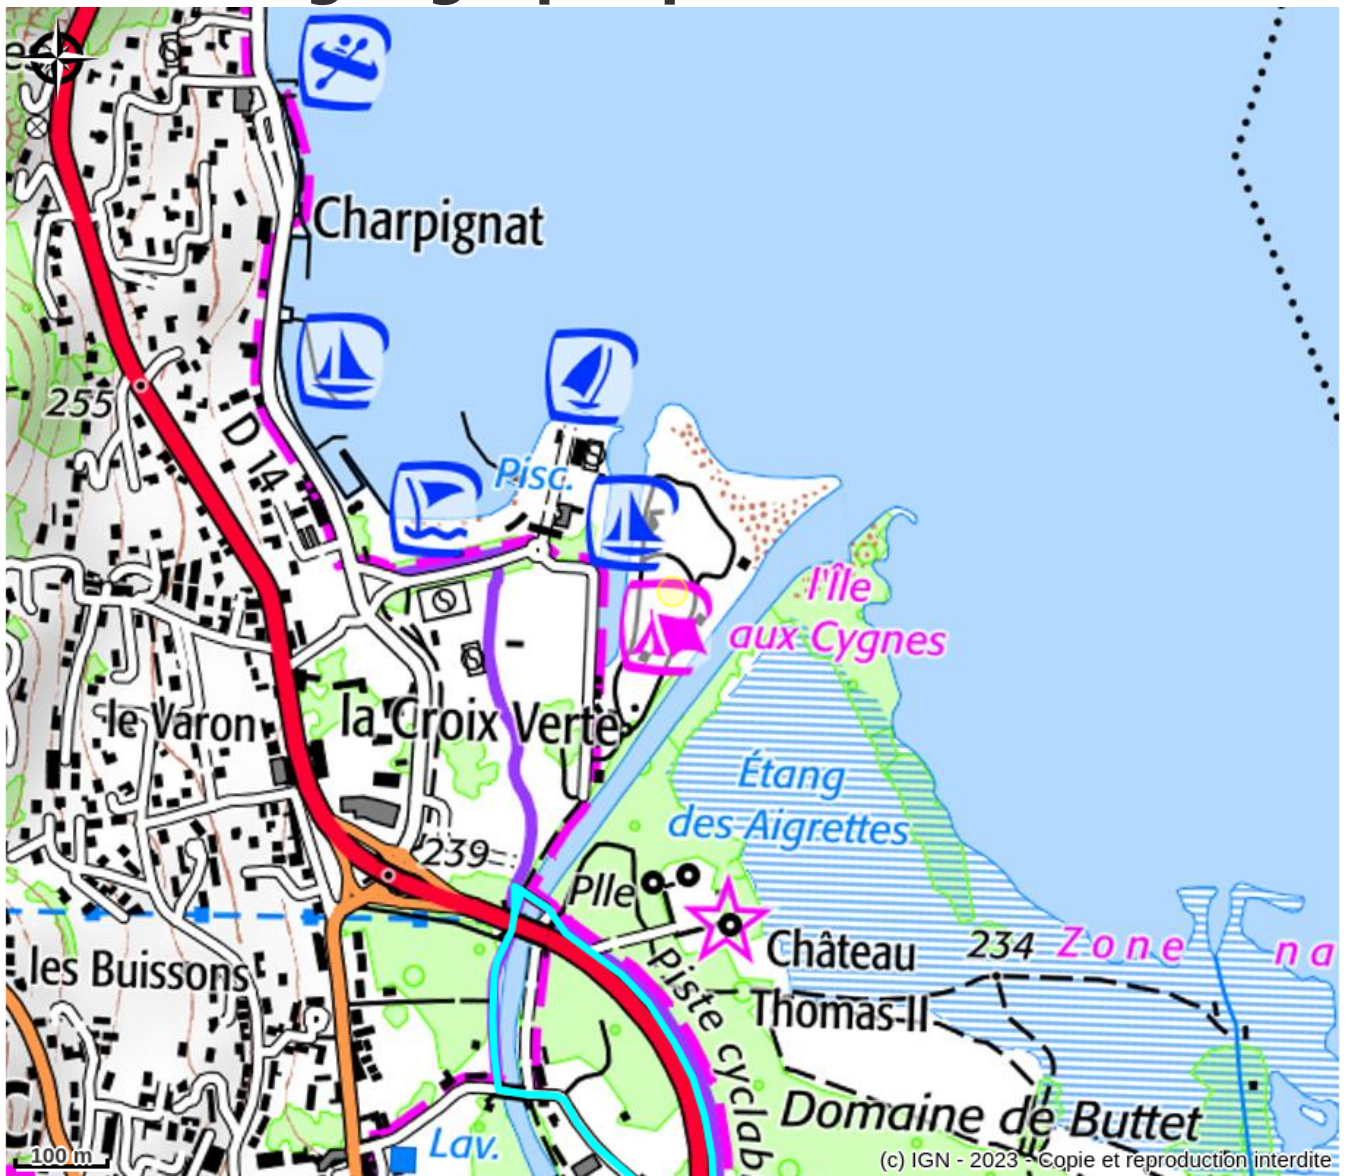 Charpignat
255
D 14
Pisc.
l'Île
aux Cygnes
le Varon
la Croix Verte
Étang
des Aigrettes
239
Plle
les Buissons
Château
Thomas-II
234
Zone na
Piste cyclab
Domaine de Buttet
Lav.
100 m
(c) IGN - 2023 - Copie et reproduction interdite